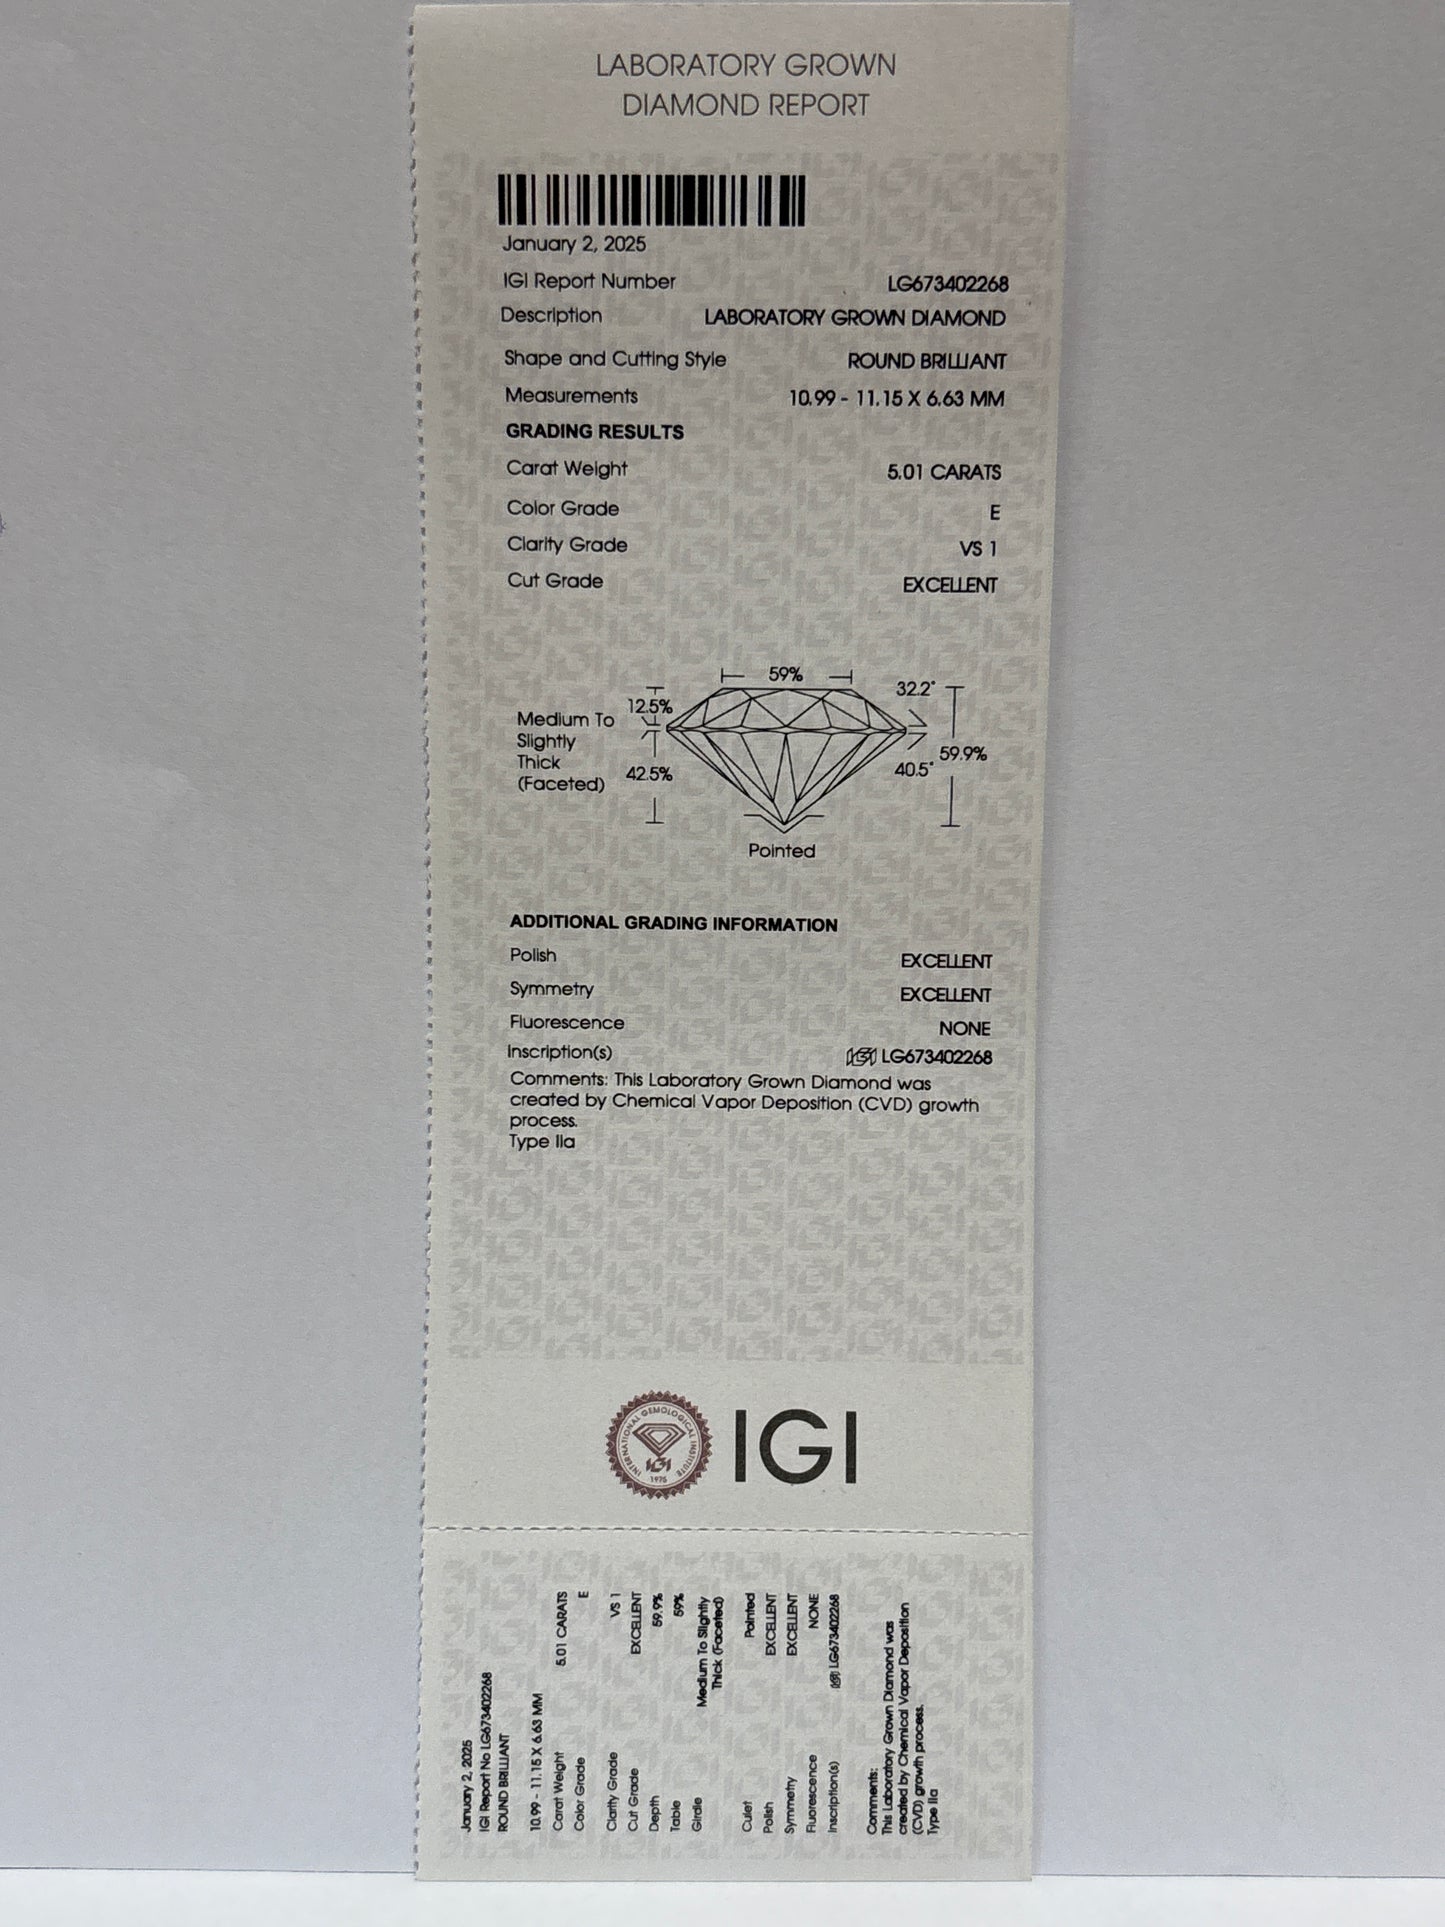 LABORATORY GROWN
DIAMOND REPORT
January 2, 2025
IGI Report Number LG673402268
Description LABORATORY GROWN DIAMOND
Shape and Cutting Style ROUND BRILLIANT
Measurements 10.99 - 11.15 X 6.63 MM
GRADING RESULTS
Carat Weight 5.01 CARATS
Color Grade E
Clarity Grade VS 1
Cut Grade EXCELLENT
59%
32.2°
12.5%
Medium To
Slightly
Thick
(Faceted)
59.9%
42.5%
40.5°
Pointed
ADDITIONAL GRADING INFORMATION
Polish EXCELLENT
Symmetry EXCELLENT
Fluorescence NONE
Inscription(s) IGI LG673402268
Comments: This Laboratory Grown Diamond was
created by Chemical Vapor Deposition (CVD) growth
process.
Type IIa
INTERNATIONAL GEMOLOGICAL INSTITUTE
IGI
1975
IGI
January 2, 2025
IGI Report No LG673402268
ROUND BRILLIANT
10.99 - 11.15 X 6.63 MM
Carat Weight 5.01 CARATS
Color Grade E
Clarity Grade VS 1
Cut Grade EXCELLENT
Depth 59.9%
Table 59%
Girdle Medium To Slightly
Thick (Faceted)
Culet Pointed
Polish EXCELLENT
Symmetry EXCELLENT
Fluorescence NONE
Inscription(s) IGI LG673402268
Comments:
This Laboratory Grown Diamond was
created by Chemical Vapor Deposition
(CVD) growth process.
Type IIa